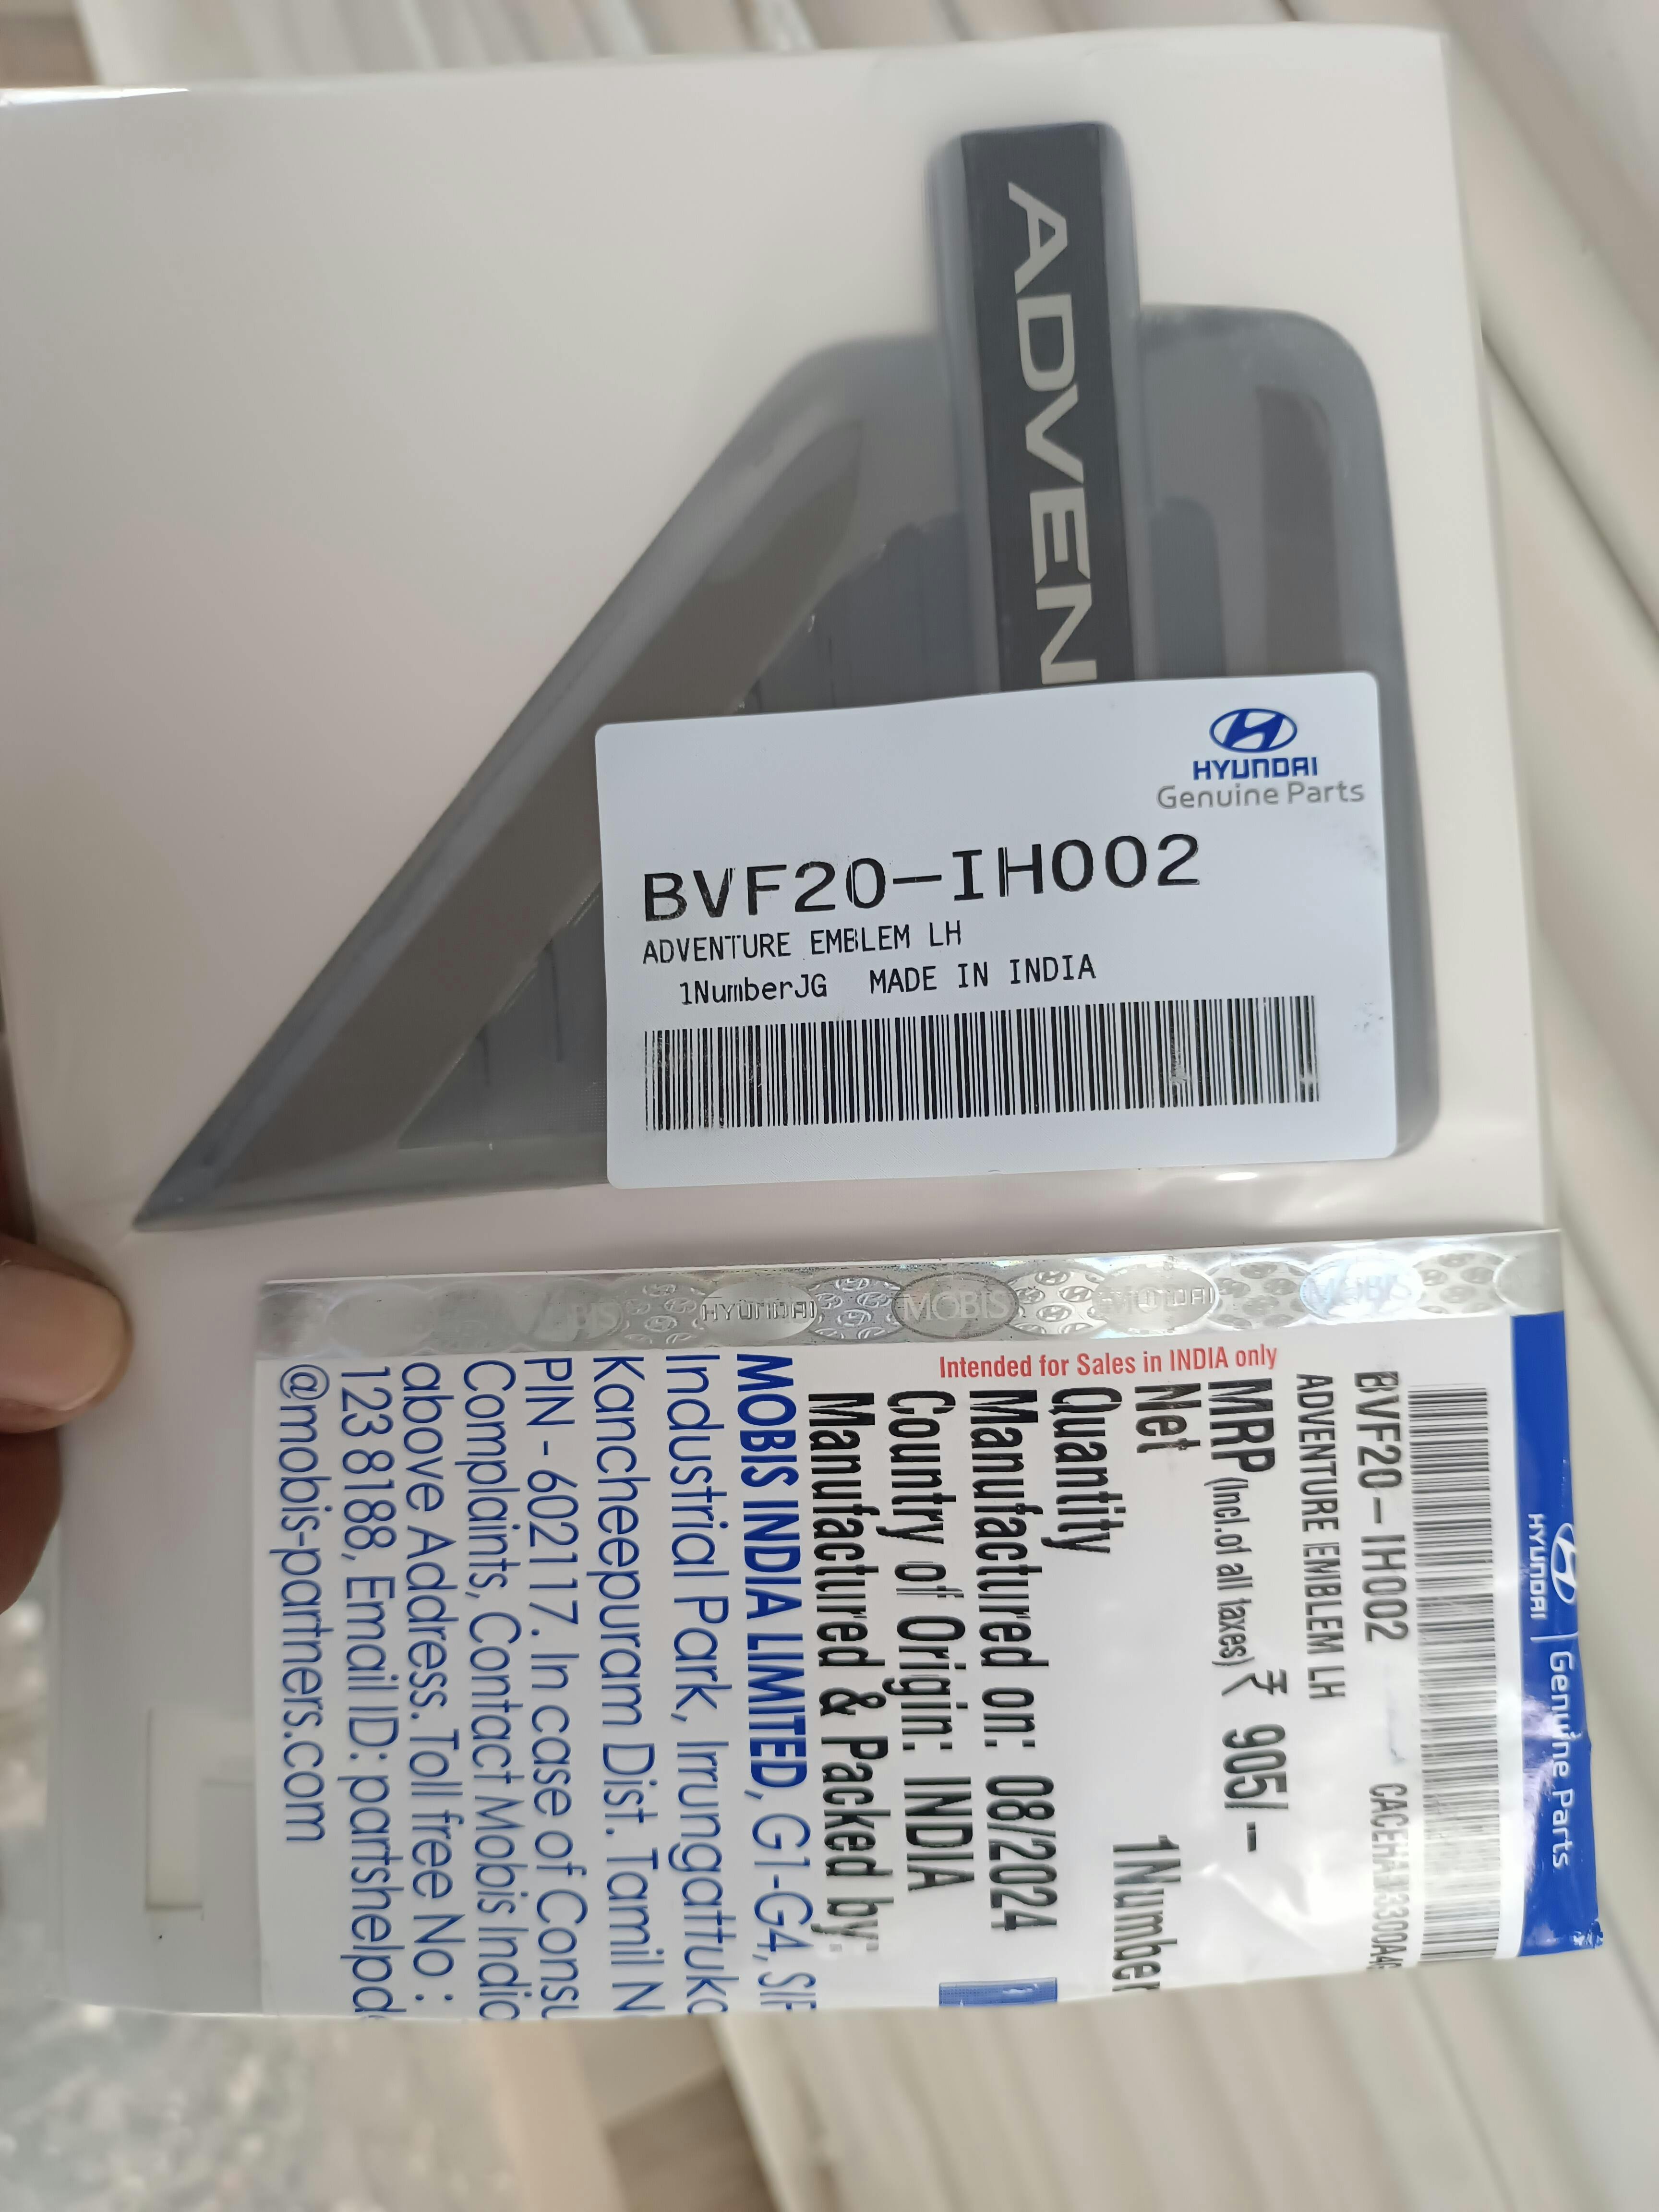 ADVEN
HYUNDAI
Genuine Parts
BVF20-IH002
ADVENTURE EMBLEM LH
1NumberJG MADE IN INDIA
HYUNDAI MOBIS MOBIS
HYUNDAI | Genuine Parts
BVF20-IH002
ADVENTURE EMBLEM LH
MRP (Incl.of all taxes) ₹ 905/-
Net
Quantity 1Number
Intended for Sales in INDIA only
Manufactured on: 08/2024
Country of Origin: INDIA
Manufactured & Packed by:
MOBIS INDIA LIMITED, G1-G4, SIP
Industrial Park, Irrungattuko
Kancheepuram Dist. Tamil N
PIN - 602117. In case of Consu
Complaints, Contact Mobis India
above Address. Toll free No :
123 8188, Email ID: partshelpd
@mobis-partners.com